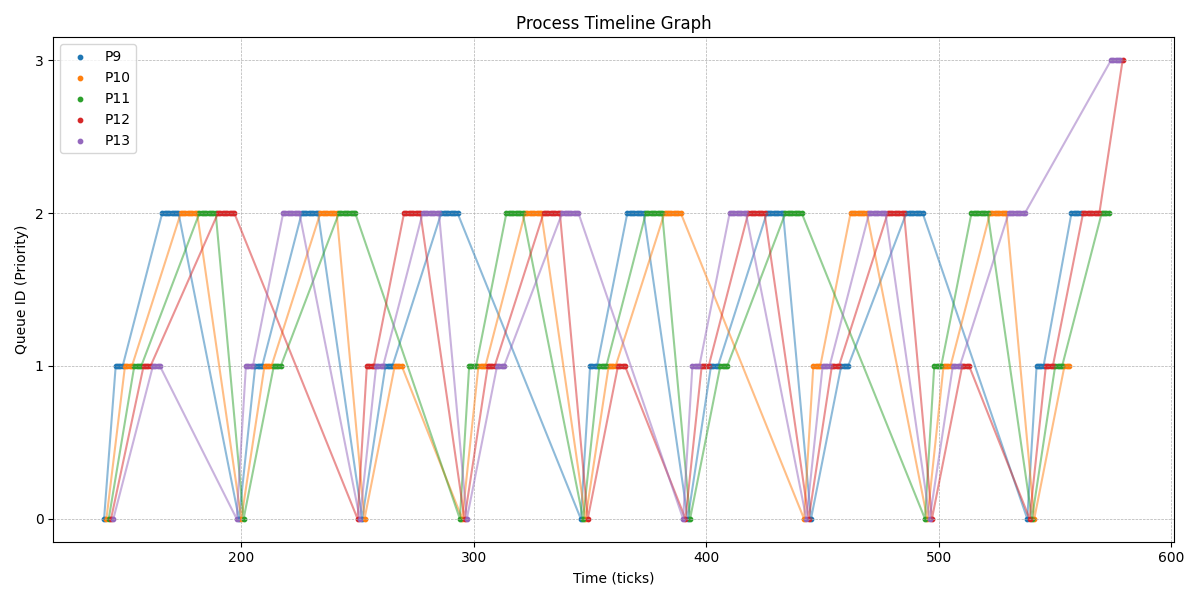 Process Timeline Graph
3
2
1
0
Queue ID (Priority)
P9
P10
P11
P12
P13
200
300
400
500
600
Time (ticks)